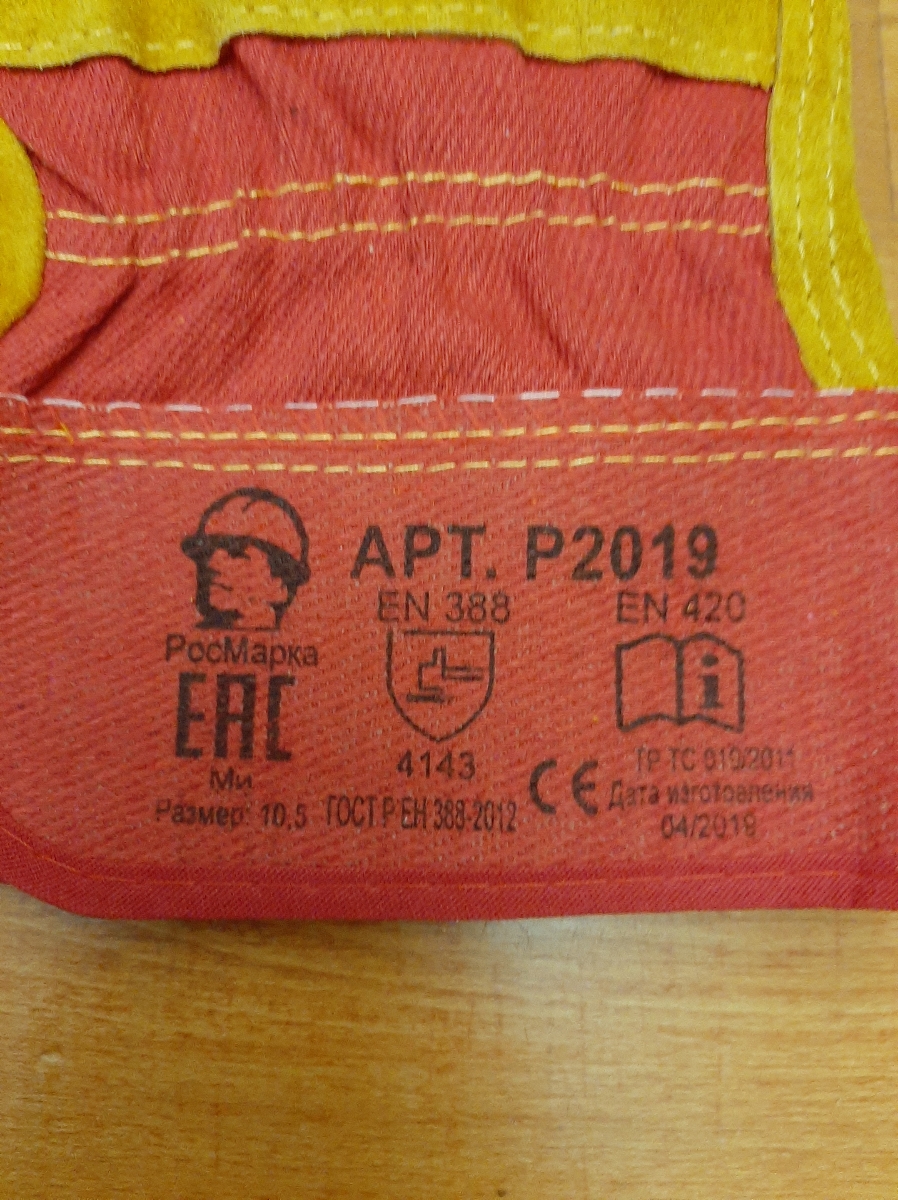 АРТ. Р2019
РосМарка
EN 388
EN 420
ЕАС
4143
Ми
Размер: 10,5
ГОСТ Р ЕН 388-2012
CE
ТР ТС 019/2011
Дата изготовления
04/2019